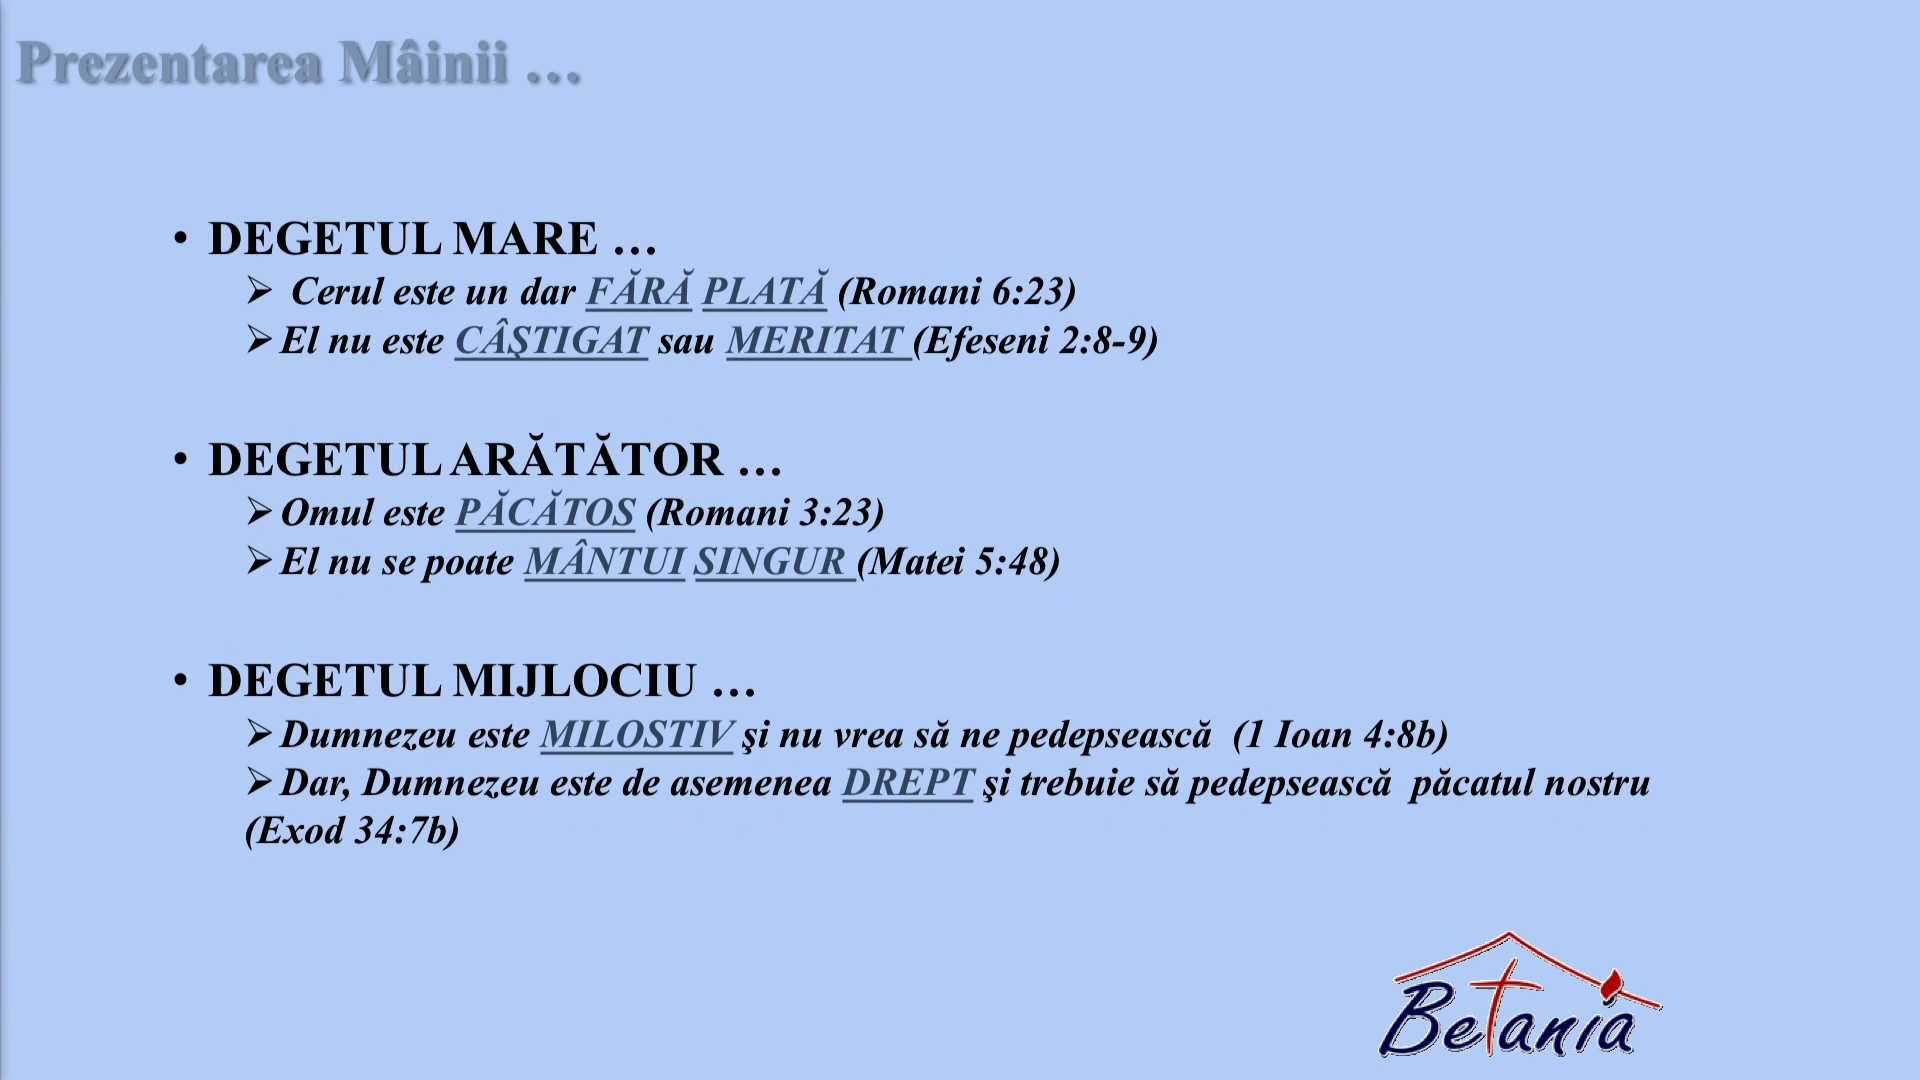 Prezentarea Mâinii …
• DEGETUL MARE …
➢ Cerul este un dar FĂRĂ PLATĂ (Romani 6:23)
➢ El nu este CÂŞTIGAT sau MERITAT (Efeseni 2:8-9)
• DEGETUL ARĂTĂTOR …
➢ Omul este PĂCĂTOS (Romani 3:23)
➢ El nu se poate MÂNTUI SINGUR (Matei 5:48)
• DEGETUL MIJLOCIU …
➢ Dumnezeu este MILOSTIV şi nu vrea să ne pedepsească (1 Ioan 4:8b)
➢ Dar, Dumnezeu este de asemenea DREPT şi trebuie să pedepsească păcatul nostru
(Exod 34:7b)
Betania